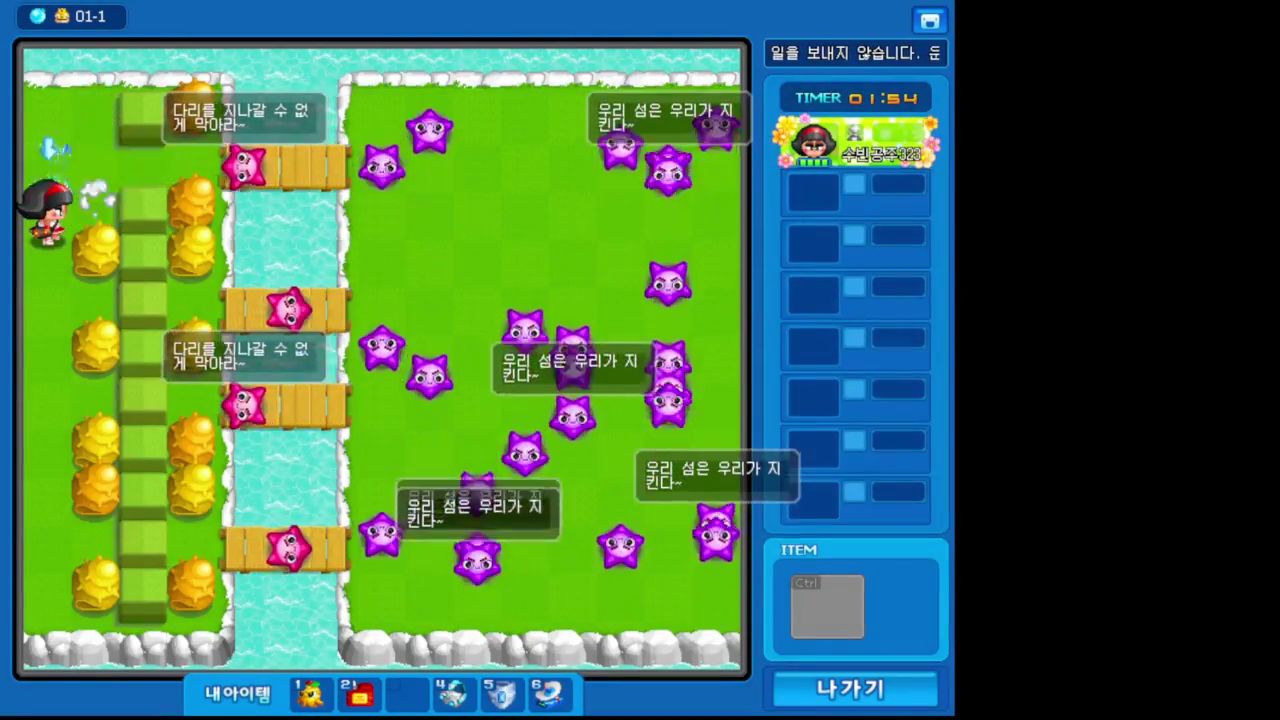 01-1
일을 보내지 않습니다. 둔
TIMER 01:54
수빈공주023
다리를 지나갈 수 없
게 막아라~
우리 섬은 우리가 지
킨다~
다리를 지나갈 수 없
게 막아라~
우리 섬은 우리가 지
킨다~
우리 섬은 우리가 지
킨다~
우리 섬은 우리가 지
킨다~
ITEM
Ctrl
내 아이템
1
2
4
5
6
나가기